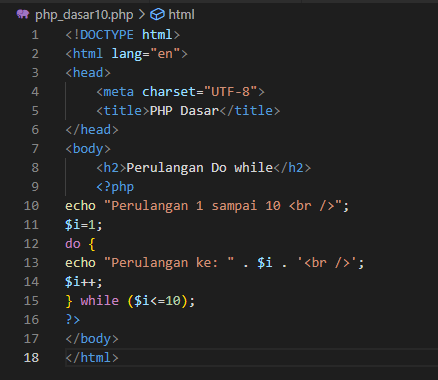 php_dasar10.php > html
1 <!DOCTYPE html>
2 <html lang="en">
3 <head>
4     <meta charset="UTF-8">
5     <title>PHP Dasar</title>
6 </head>
7 <body>
8     <h2>Perulangan Do while</h2>
9     <?php
10 echo "Perulangan 1 sampai 10 <br />";
11 $i=1;
12 do {
13 echo "Perulangan ke: " . $i . '<br />';
14 $i++;
15 } while ($i<=10);
16 ?>
17 </body>
18 </html>